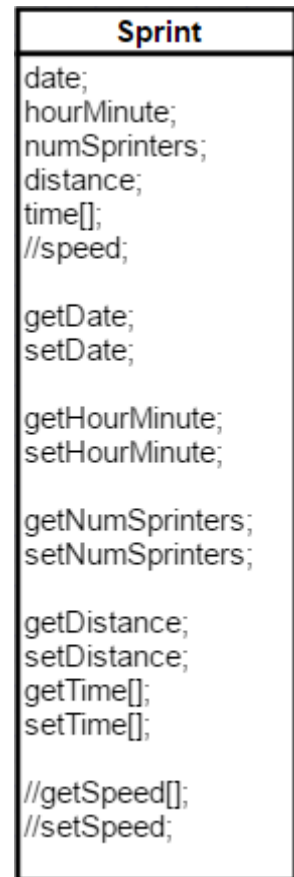 Sprint
date;
hourMinute;
numSprinters;
distance;
time[];
//speed;
getDate;
setDate;
getHourMinute;
setHourMinute;
getNumSprinters;
setNumSprinters;
getDistance;
setDistance;
getTime[];
setTime[];
//getSpeed[];
//setSpeed;